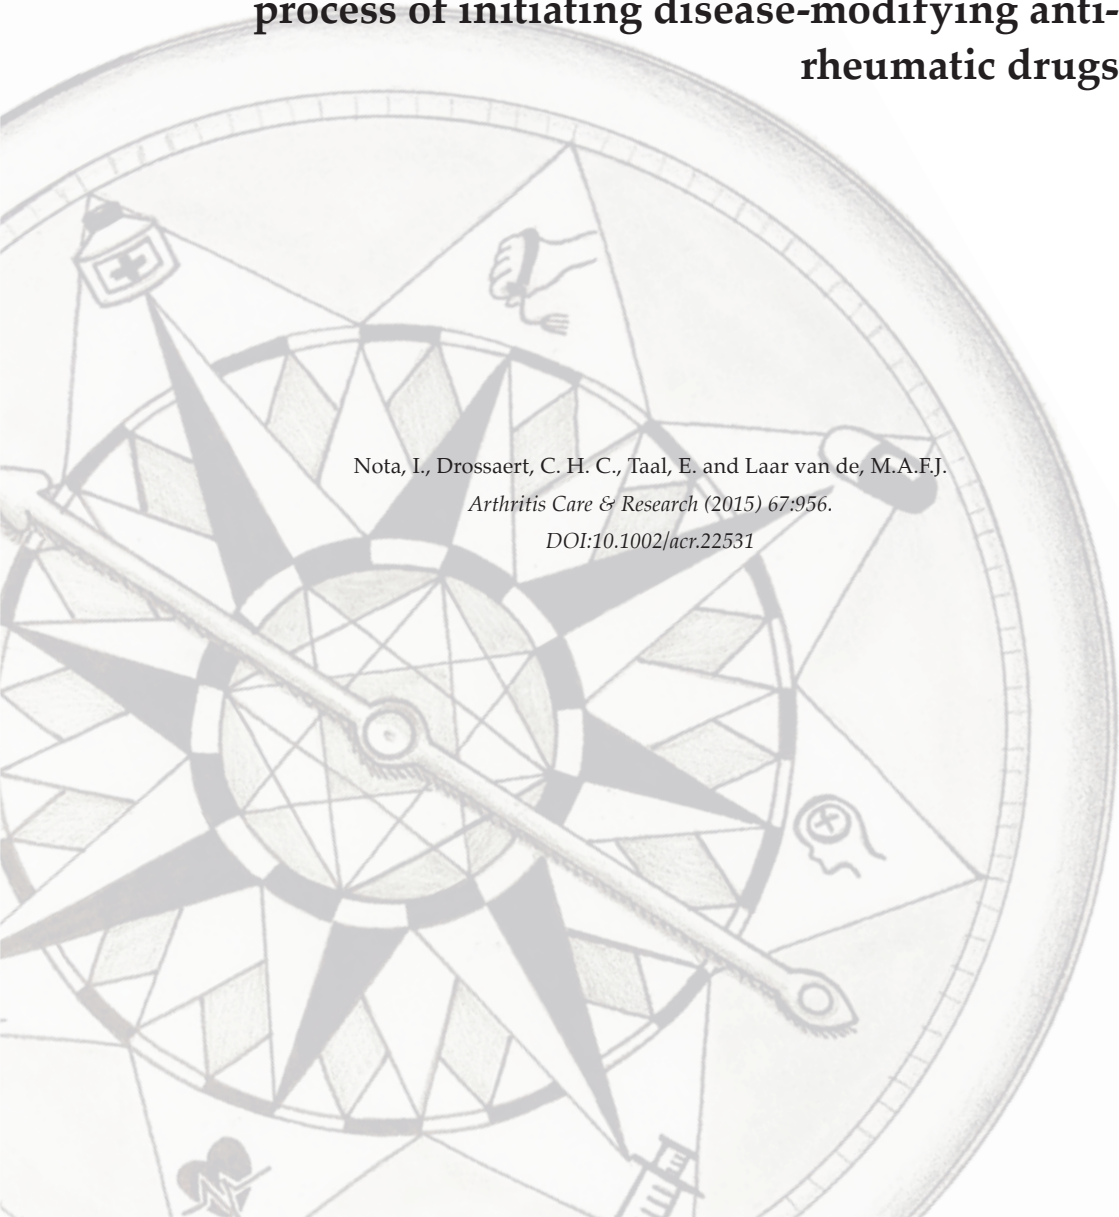 process of initiating disease-modifying anti-
rheumatic drugs
Nota, I., Drossaert, C. H. C., Taal, E. and Laar van de, M.A.F.J.
Arthritis Care & Research (2015) 67:956.
DOI:10.1002/acr.22531